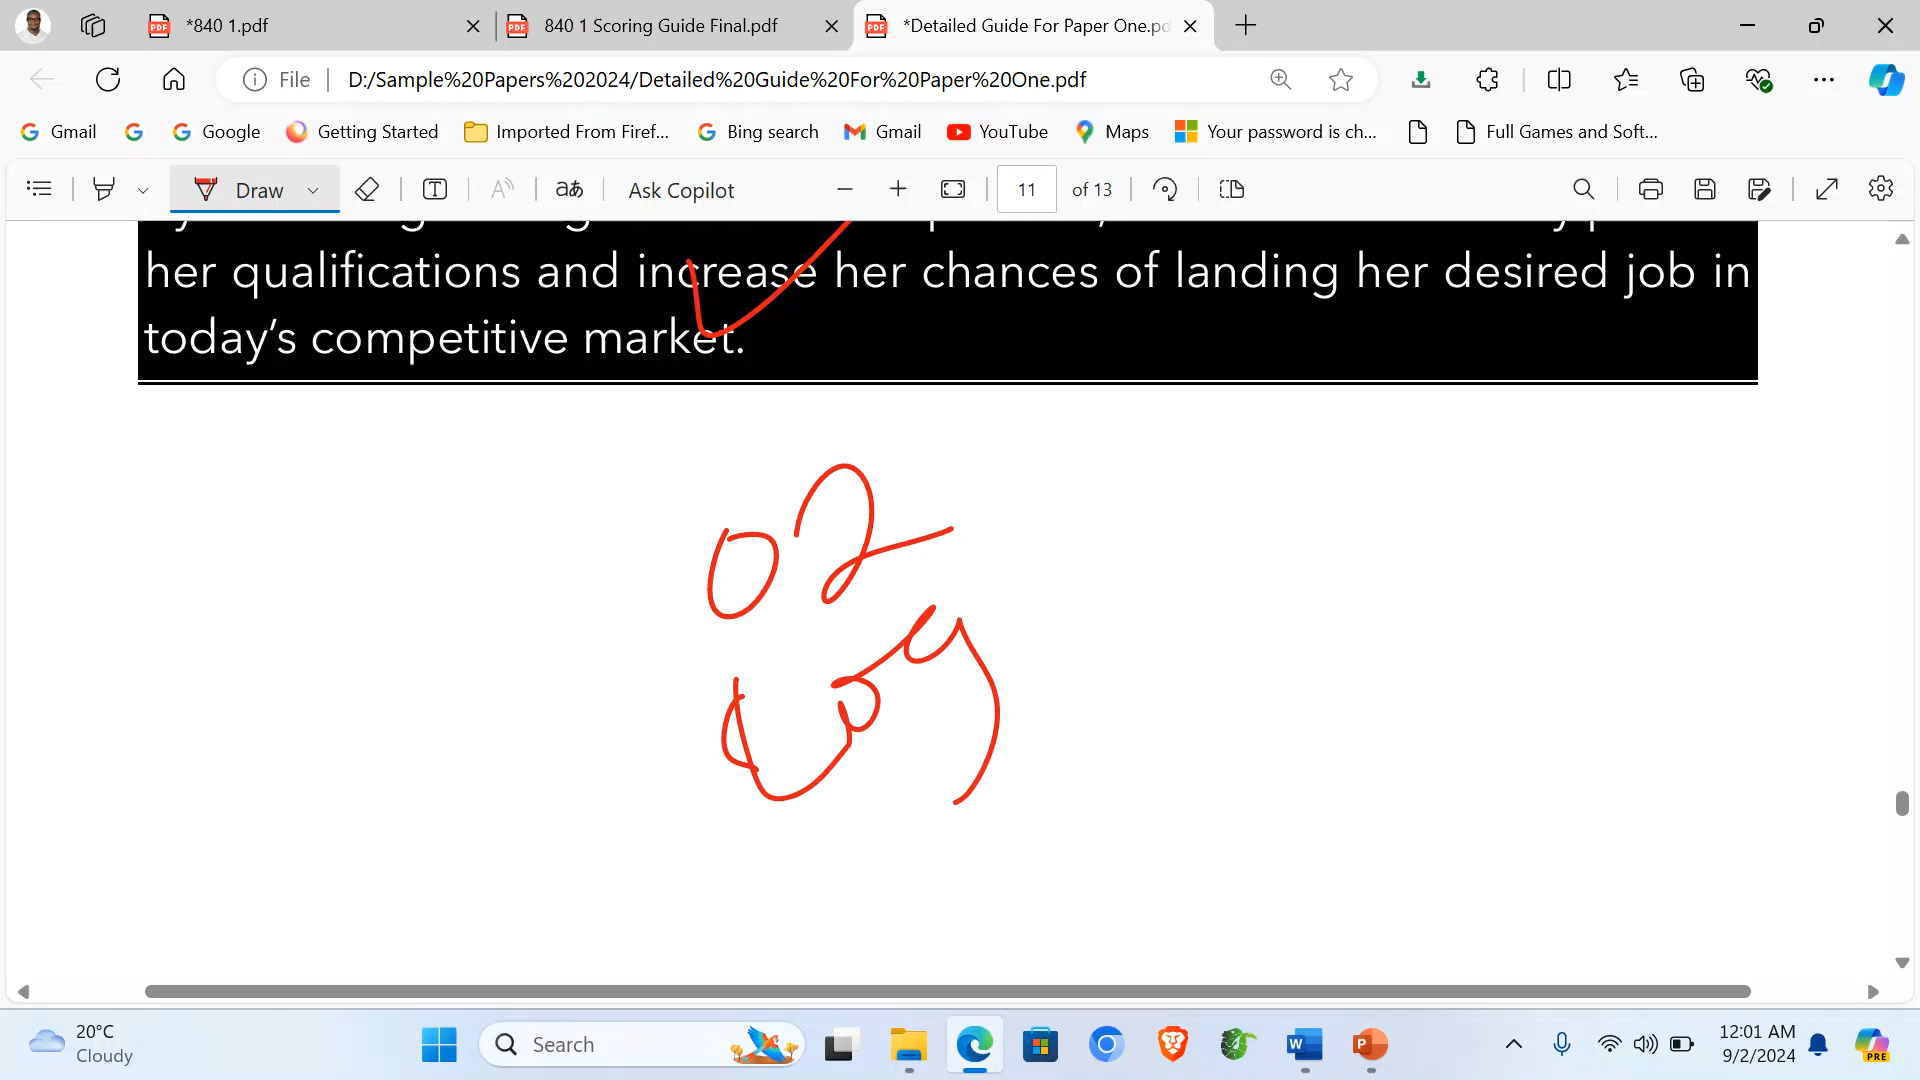 *840 1.pdf
840 1 Scoring Guide Final.pdf
*Detailed Guide For Paper One.pd
File
D:/Sample%20Papers%202024/Detailed%20Guide%20For%20Paper%20One.pdf
Gmail
Google
Getting Started
Imported From Firef...
Bing search
Gmail
YouTube
Maps
Your password is ch...
Full Games and Soft...
Draw
aあ
Ask Copilot
11
of 13
her qualifications and increase her chances of landing her desired job in
today's competitive market.
02
20°C
Cloudy
Search
12:01 AM
9/2/2024
PRE